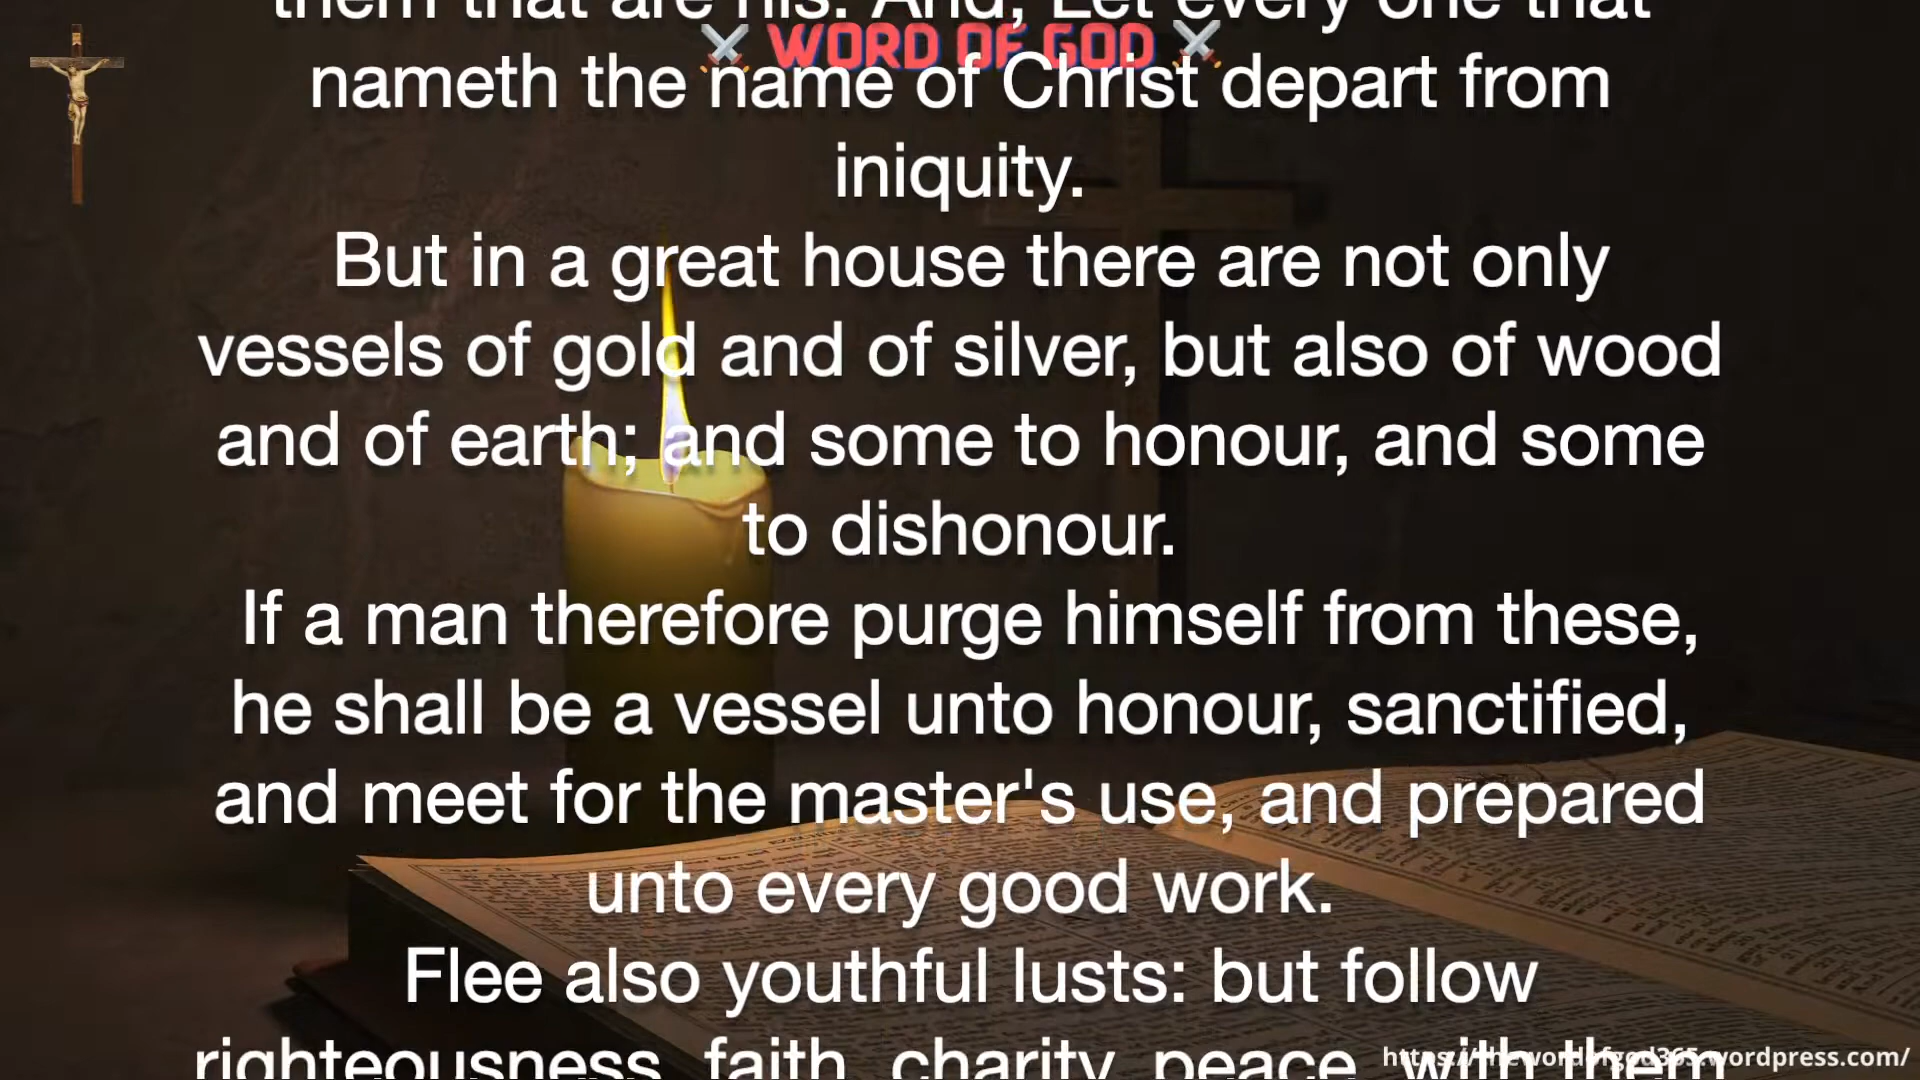 them that are his. And, Let every one that
WORD OF GOD
nameth the name of Christ depart from
iniquity.
But in a great house there are not only
vessels of gold and of silver, but also of wood
and of earth; and some to honour, and some
to dishonour.
If a man therefore purge himself from these,
he shall be a vessel unto honour, sanctified,
and meet for the master's use, and prepared
unto every good work.
Flee also youthful lusts: but follow
righteousness, faith, charity, peace, with them
https://thewordofgod365.wordpress.com/